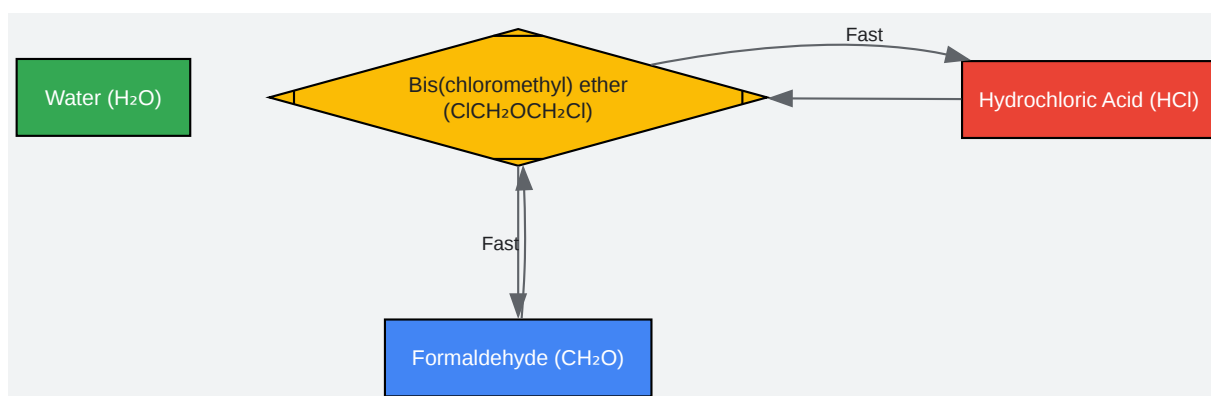 Fast
Water (H₂O)
Bis(chloromethyl) ether
(ClCH₂OCH₂Cl)
Hydrochloric Acid (HCl)
Fast
Formaldehyde (CH₂O)